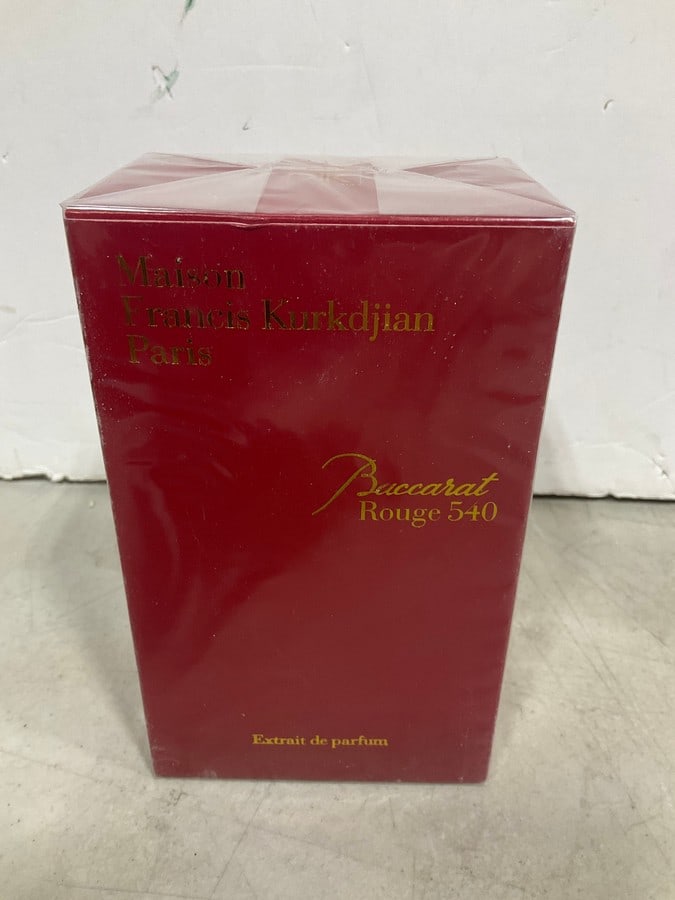 Maison
Francis Kurkdjian
Paris
Baccarat
Rouge 540
Extrait de parfum